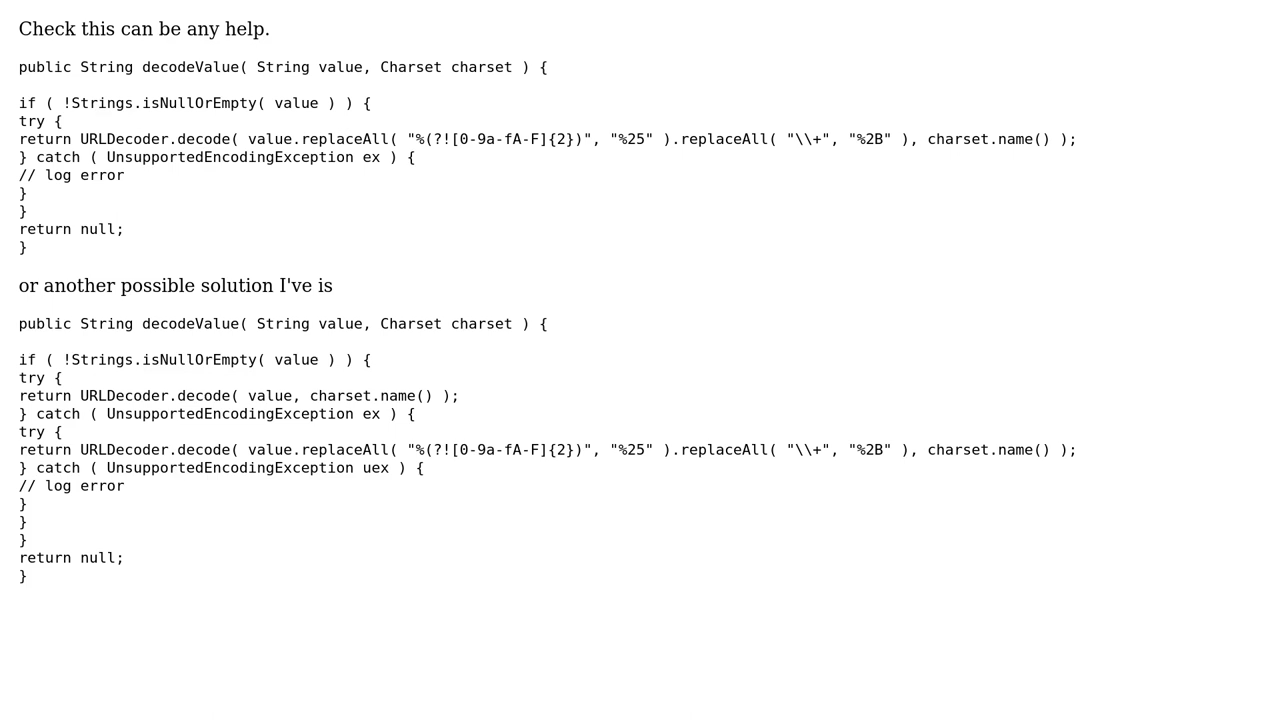 Check this can be any help.
public String decodeValue( String value, Charset charset ) {
if ( !Strings.isNullOrEmpty( value ) ) {
try {
return URLDecoder.decode( value.replaceAll( "%(?![0-9a-fA-F]{2})", "%25" ).replaceAll( "\\+", "%2B" ), charset.name() );
} catch ( UnsupportedEncodingException ex ) {
// log error
}
}
return null;
}
or another possible solution I've is
public String decodeValue( String value, Charset charset ) {
if ( !Strings.isNullOrEmpty( value ) ) {
try {
return URLDecoder.decode( value, charset.name() );
} catch ( UnsupportedEncodingException ex ) {
try {
return URLDecoder.decode( value.replaceAll( "%(?![0-9a-fA-F]{2})", "%25" ).replaceAll( "\\+", "%2B" ), charset.name() );
} catch ( UnsupportedEncodingException uex ) {
// log error
}
}
}
return null;
}